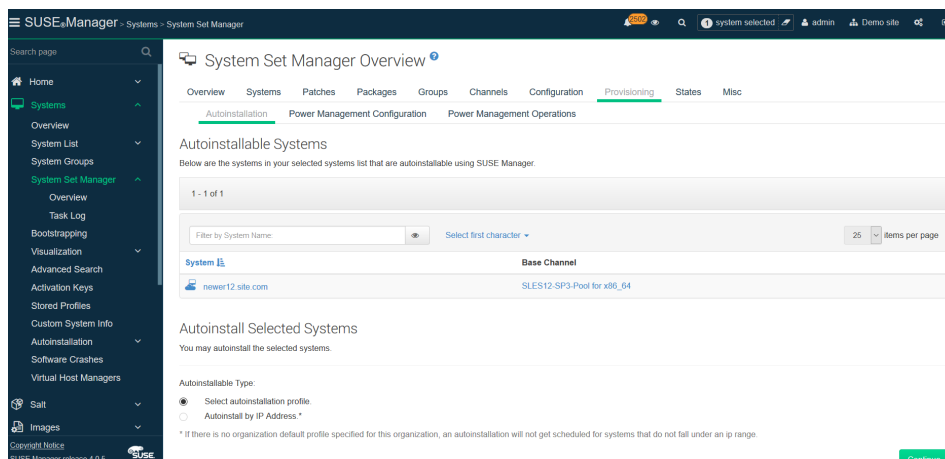 SUSE®Manager > Systems > System Set Manager
2502
1 system selected
admin
Demo site
Search page
Home
Systems
Overview
System List
System Groups
System Set Manager
Overview
Task Log
Bootstrapping
Visualization
Advanced Search
Activation Keys
Stored Profiles
Custom System Info
Autoinstallation
Software Crashes
Virtual Host Managers
Salt
Images
Copyright Notice
SUSE Manager release 4.0.5
SUSE
System Set Manager Overview ?
Overview Systems Patches Packages Groups Channels Configuration Provisioning States Misc
Autoinstallation Power Management Configuration Power Management Operations
Autoinstallable Systems
Below are the systems in your selected systems list that are autoinstallable using SUSE Manager.
1 - 1 of 1
Filter by System Name:
Select first character
25 items per page
System Base Channel
newer12.site.com SLES12-SP3-Pool for x86_64
Autoinstall Selected Systems
You may autoinstall the selected systems.
Autoinstallable Type:
Select autoinstallation profile.
Autoinstall by IP Address.*
* If there is no organization default profile specified for this organization, an autoinstallation will not get scheduled for systems that do not fall under an ip range.
Continue